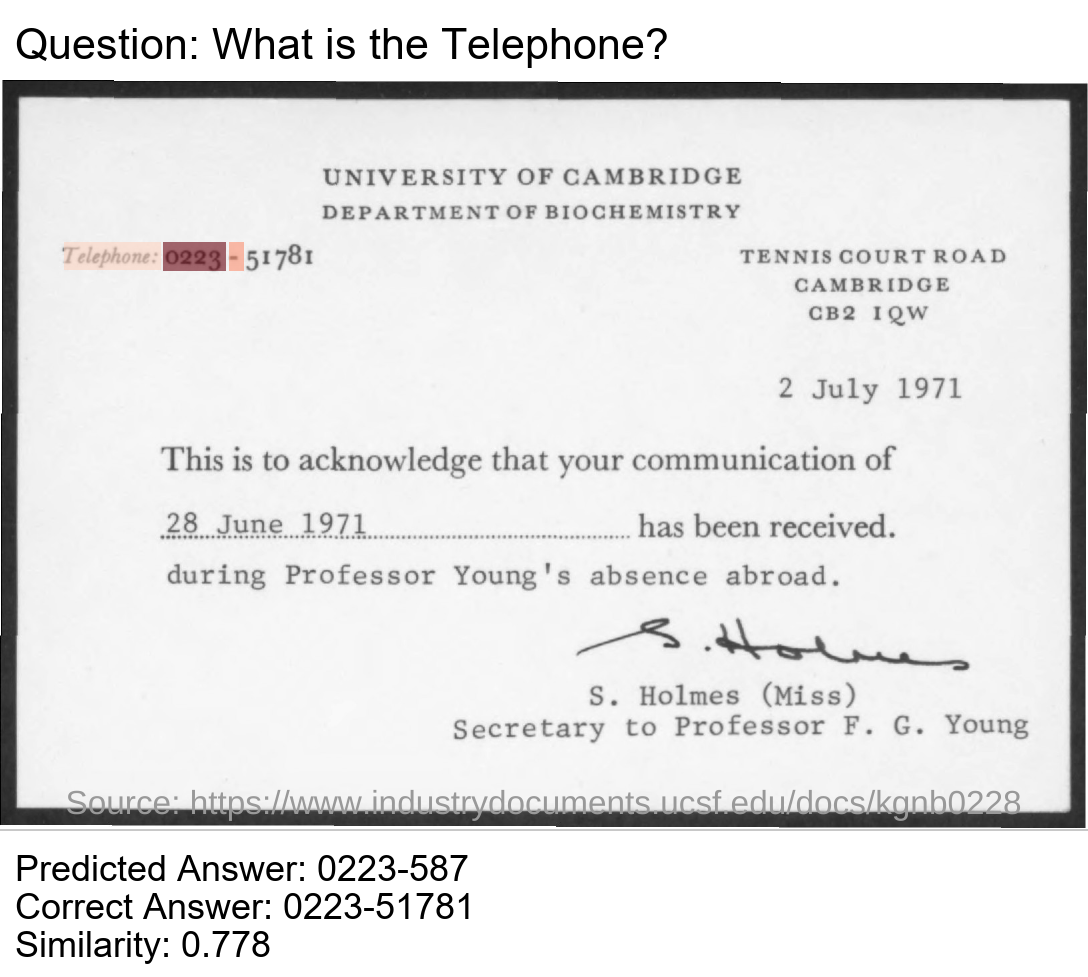 Question: What is the Telephone?
UNIVERSITY OF CAMBRIDGE
DEPARTMENT OF BIOCHEMISTRY
Telephone: 0223 - 51781
TENNIS COURT ROAD
CAMBRIDGE
CB2 1QW
2 July 1971
This is to acknowledge that your communication of
28 June 1971 has been received.
during Professor Young's absence abroad.
S. Holmes
S. Holmes (Miss)
Secretary to Professor F. G. Young
Source: https://www.industrydocuments.ucsf.edu/docs/kgnb0228
Predicted Answer: 0223-587
Correct Answer: 0223-51781
Similarity: 0.778